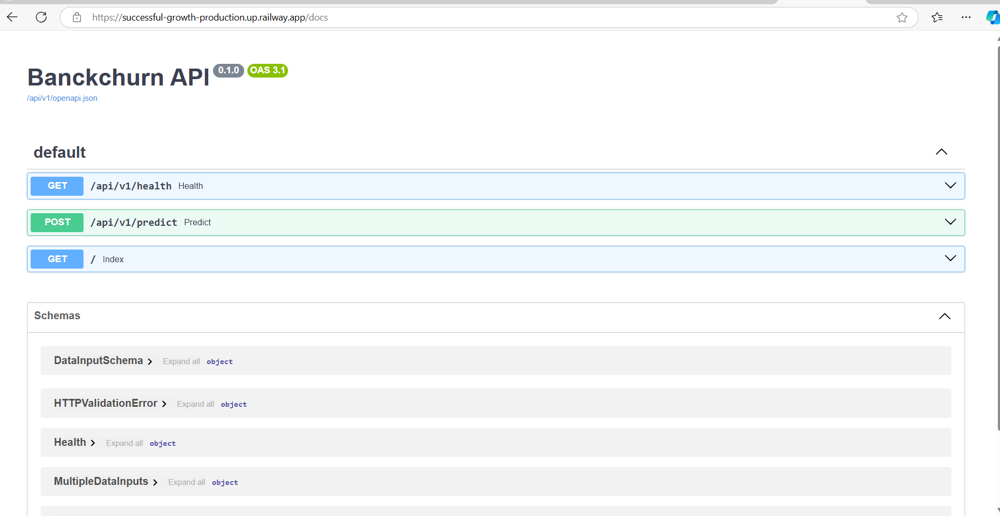 https://successful-growth-production.up.railway.app/docs
Banckchurn API 0.1.0 OAS 3.1
/api/v1/openapi.json
default
GET /api/v1/health Health
POST /api/v1/predict Predict
GET / Index
Schemas
DataInputSchema Expand all object
HTTPValidationError Expand all object
Health Expand all object
MultipleDataInputs Expand all object